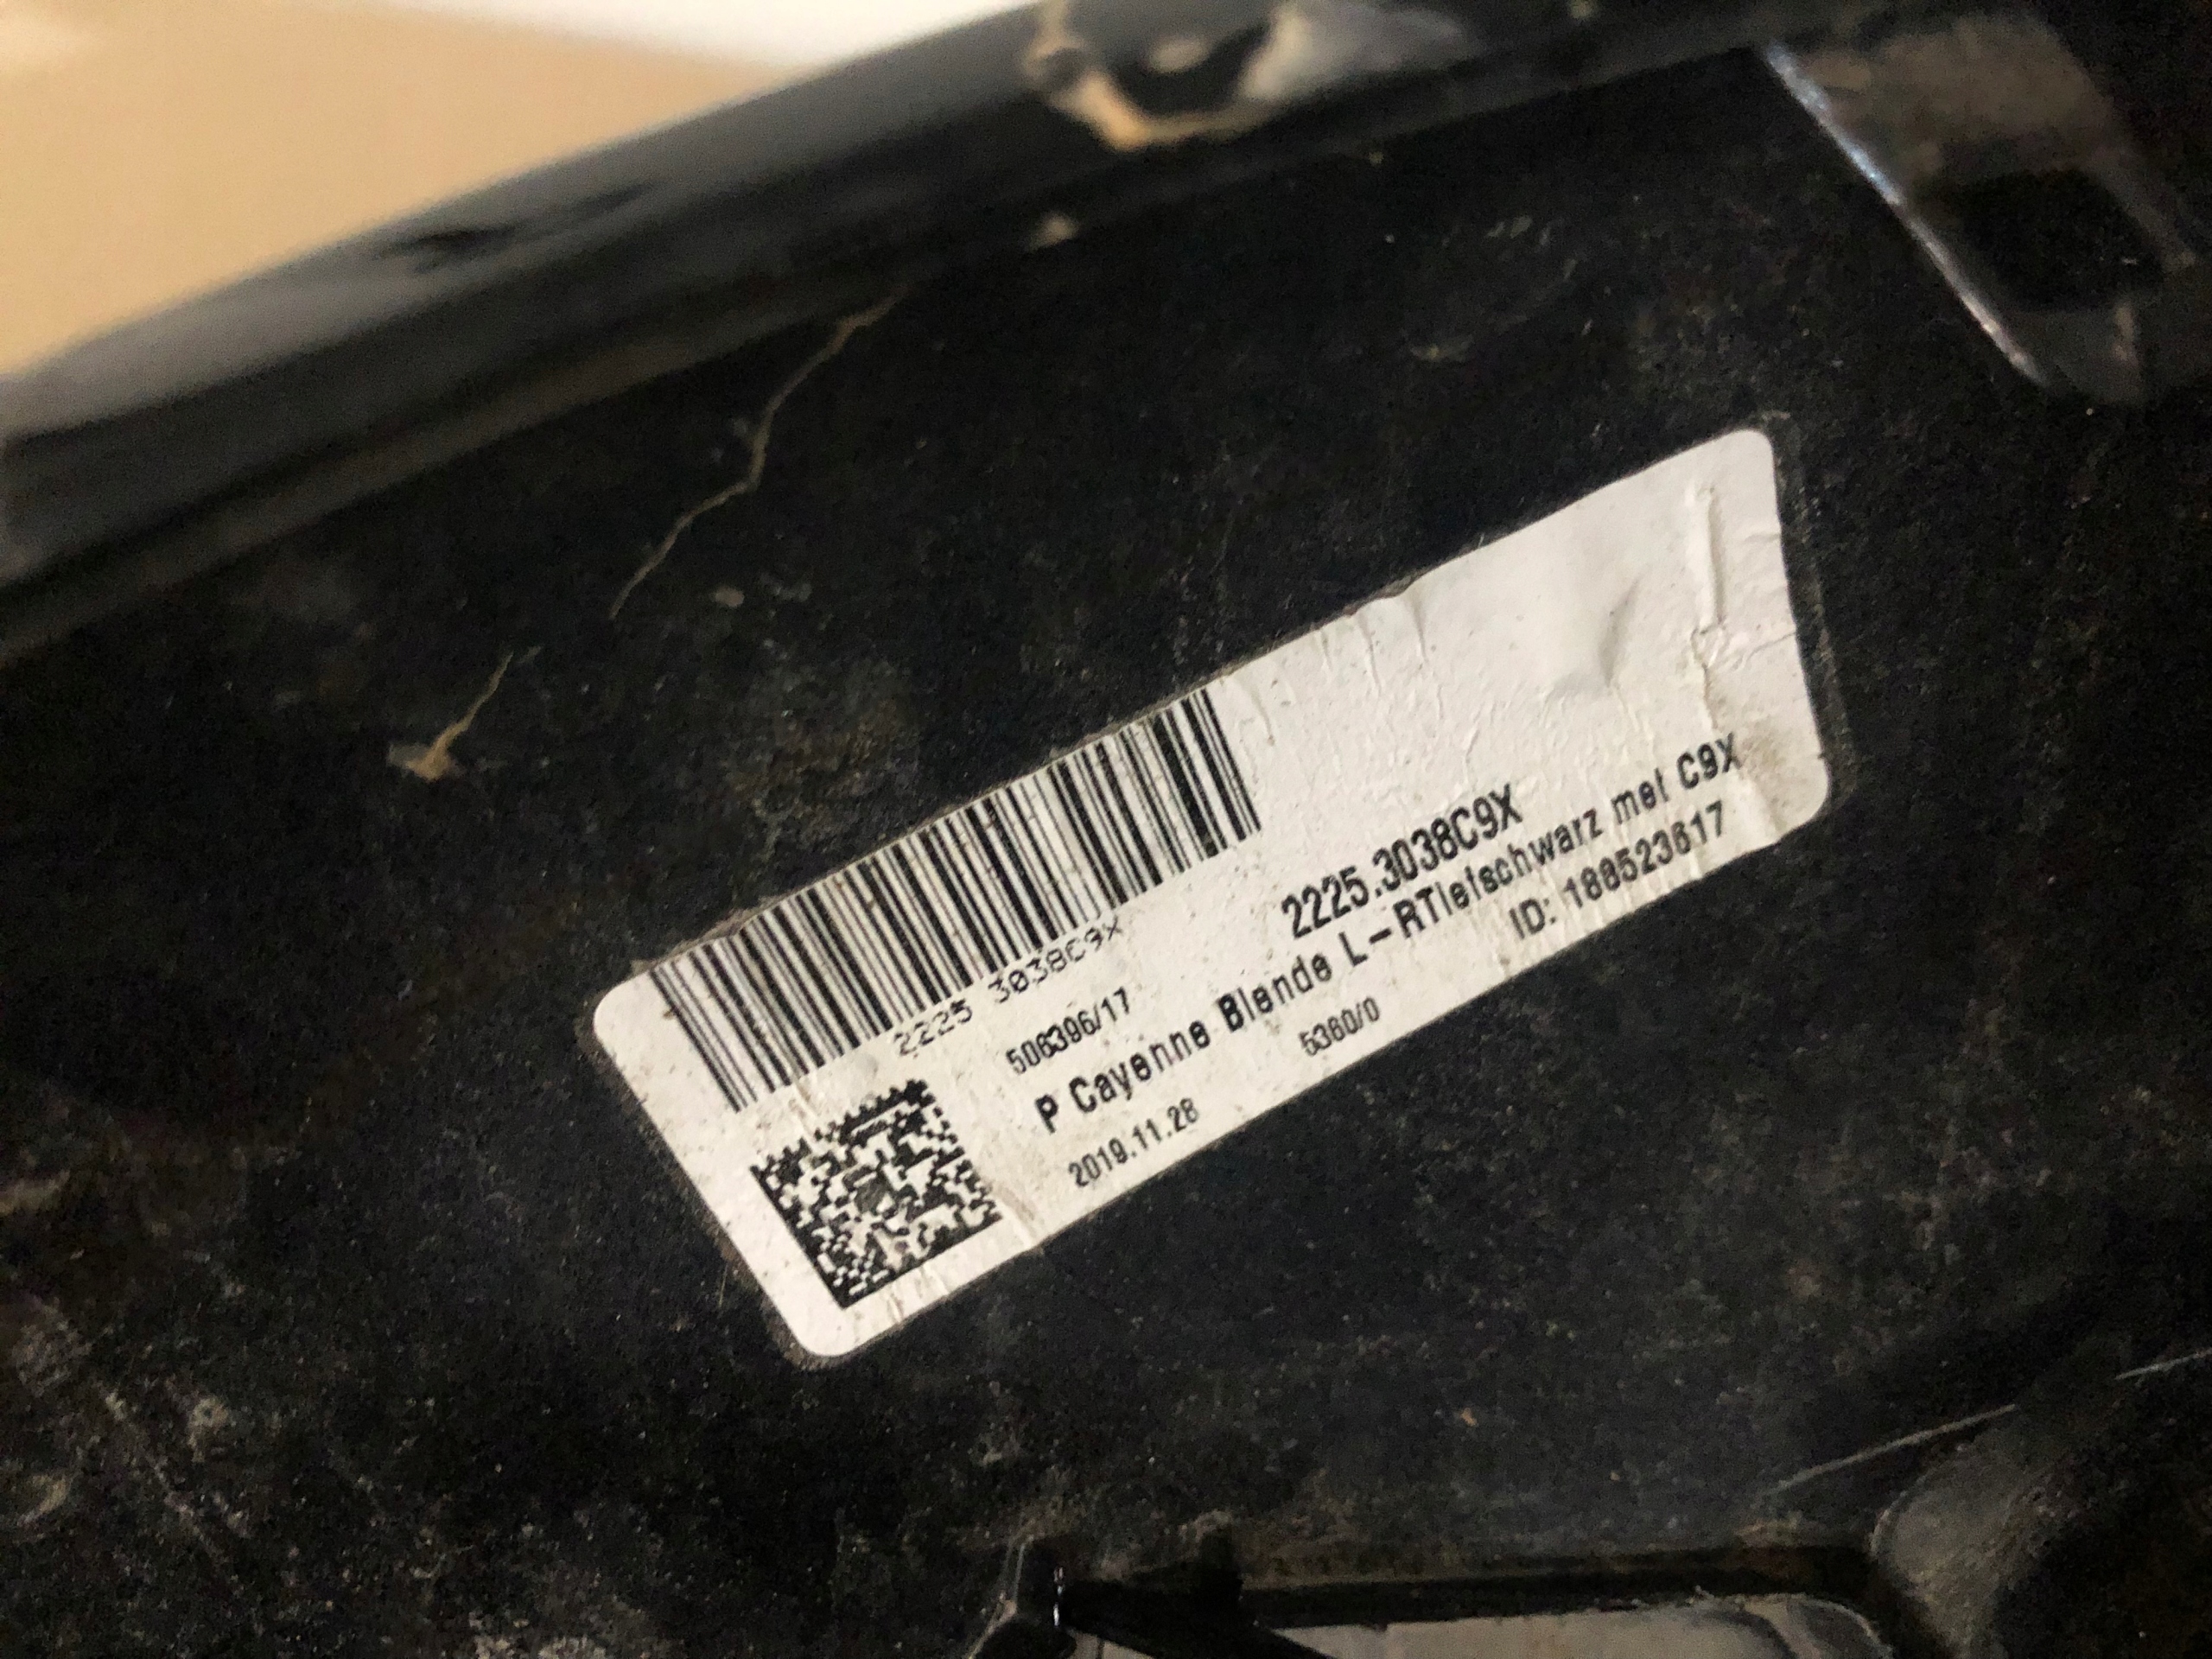 2225 3038C9X
2225.3038C9X
506396/17
P Cayenne Blende L-RTiefschwarz met C9X
5360/0
ID: 188523617
2019.11.28